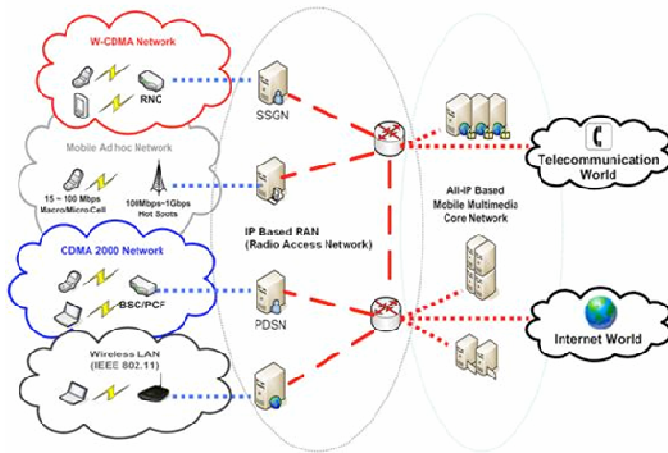 W-CDMA Network
RNC
SSGN
Mobile Ad hoc Network
15 ~ 100 Mbps
Macro/Micro-Cell
100Mbps~1Gbps
Hot Spots
IP Based RAN
(Radio Access Network)
CDMA 2000 Network
BSC/PCF
PDSN
Wireless LAN
(IEEE 802.11)
All-IP Based
Mobile Multimedia
Core Network
Telecommunication
World
Internet World